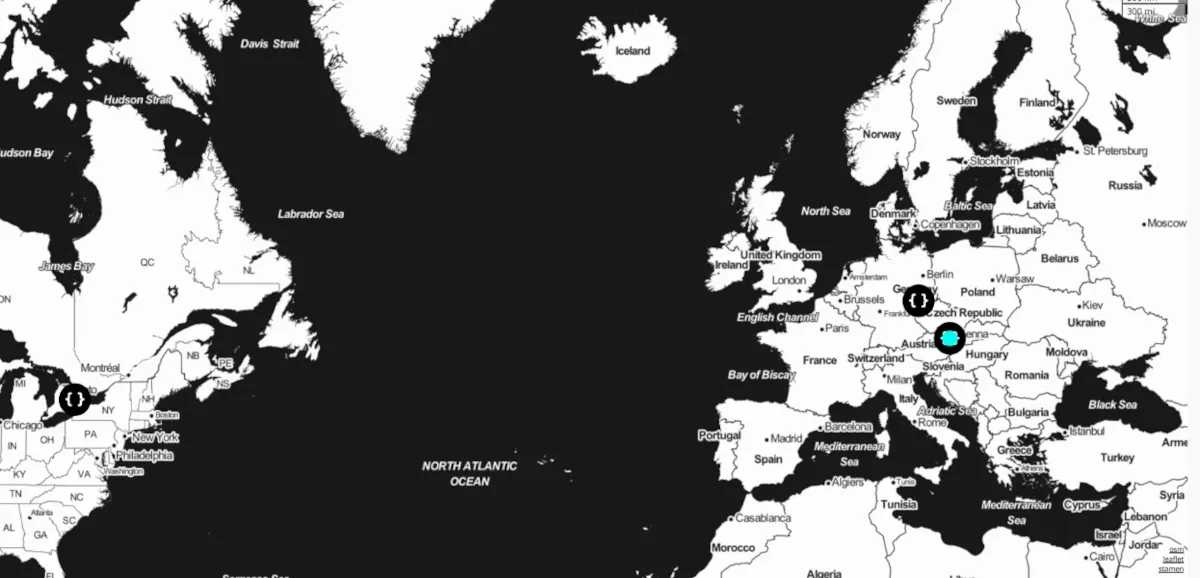 300 mi
White Sea
Davis Strait
Iceland
Hudson Strait
Sweden
Finland
Norway
udson Bay
Stockholm
St. Petersburg
Estonia
Russia
Labrador Sea
North Sea
Denmark
Baltic Sea
Latvia
Copenhagen
Moscow
Lithuania
QC
James Bay
NL
United Kingdom
Ireland
Belarus
London
Amsterdam
Berlin
Warsaw
Poland
Brussels
Kiev
English Channel
Czech Republic
Ukraine
Paris
NB
PE
Montréal
France
Switzerland
Austria
enna
Hungary
Moldova
Slovenia
Bay of Biscay
Milan
Romania
MI
NS
NH
{ }
NY
Boston
Italy
Adriatic Sea
Bulgaria
Black Sea
Chicago
PA
New York
Portugal
Madrid
Barcelona
Rome
Istanbul
IN
OH
Philadelphia
Mediterranean
Sea
Greece
Arme
Spain
Turkey
Athens
NORTH ATLANTIC
OCEAN
KY
VA
Washington
Algiers
Tunis
TN
NC
Tunisia
Mediterranean
Sea
Cyprus
Syria
Atlanta
SC
Casablanca
Lebanon
AL
GA
Israel
Morocco
Jordan
Cairo
Algeria
osm
leaflet
stamen